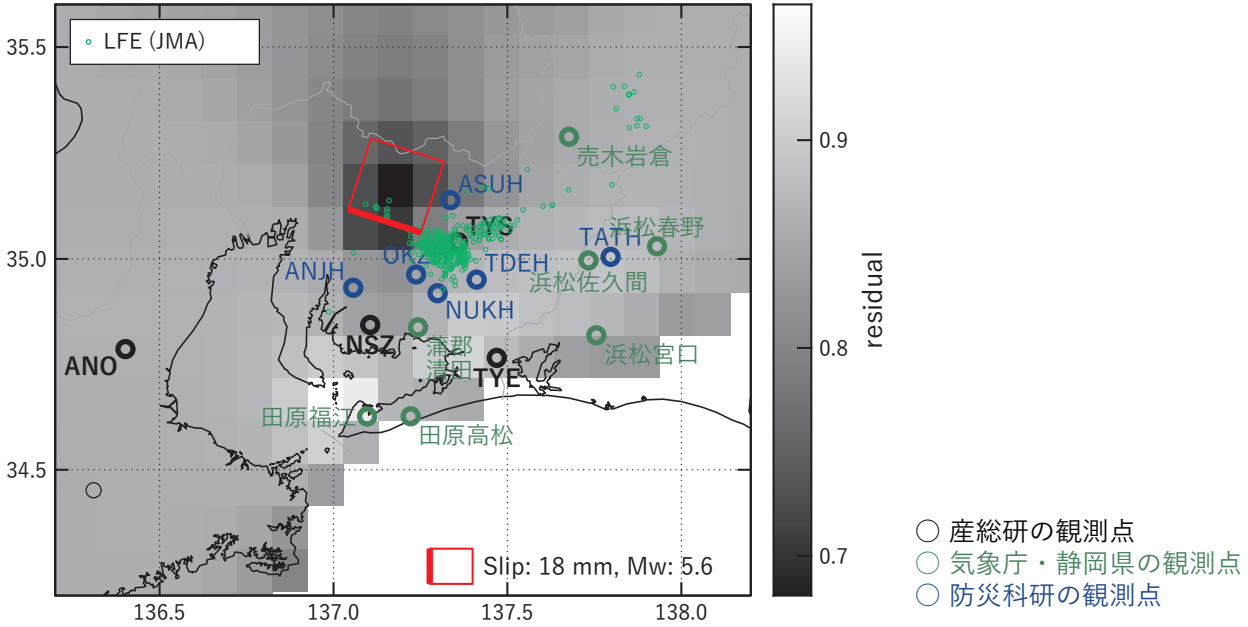 LFE (JMA)
35.5
35.0
34.5
136.5
137.0
137.5
138.0
売木岩倉
ASUH
TYS
浜松春野
TATH
OKZ
TDEH
ANJH
浜松佐久間
NUKH
NSZ
蒲郡
清田
浜松宮口
ANO
TYE
田原福江
田原高松
Slip: 18 mm, Mw: 5.6
0.9
0.8
0.7
residual
産総研の観測点
気象庁・静岡県の観測点
防災科研の観測点